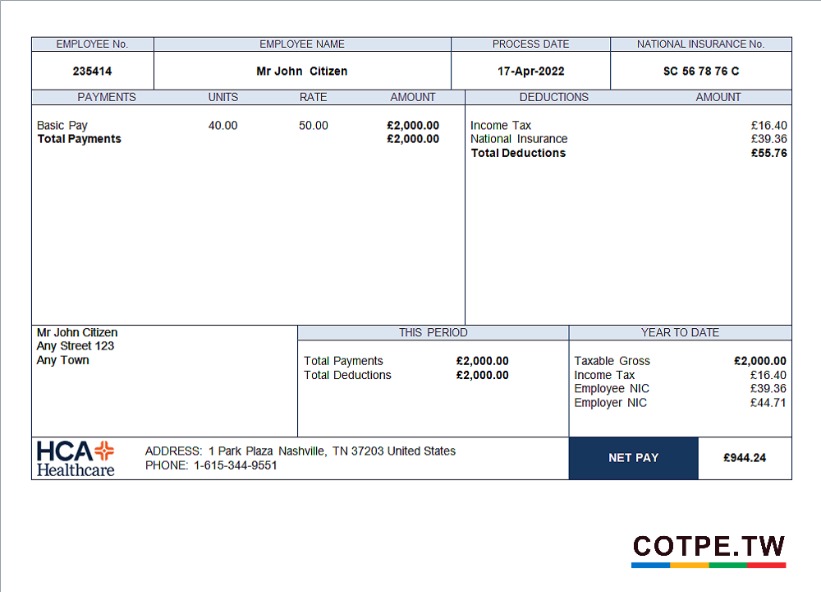 EMPLOYEE No. EMPLOYEE NAME PROCESS DATE NATIONAL INSURANCE No.
235414 Mr John Citizen 17-Apr-2022 SC 56 78 76 C
PAYMENTS UNITS RATE AMOUNT DEDUCTIONS AMOUNT
Basic Pay 40.00 50.00 £2,000.00 Income Tax £16.40
Total Payments £2,000.00 National Insurance £39.36
Total Deductions £55.76
Mr John Citizen
Any Street 123
Any Town
THIS PERIOD
Total Payments £2,000.00
Total Deductions £2,000.00
YEAR TO DATE
Taxable Gross £2,000.00
Income Tax £16.40
Employee NIC £39.36
Employer NIC £44.71
HCA
Healthcare
ADDRESS: 1 Park Plaza Nashville, TN 37203 United States
PHONE: 1-615-344-9551
NET PAY £944.24
COTPE.TW